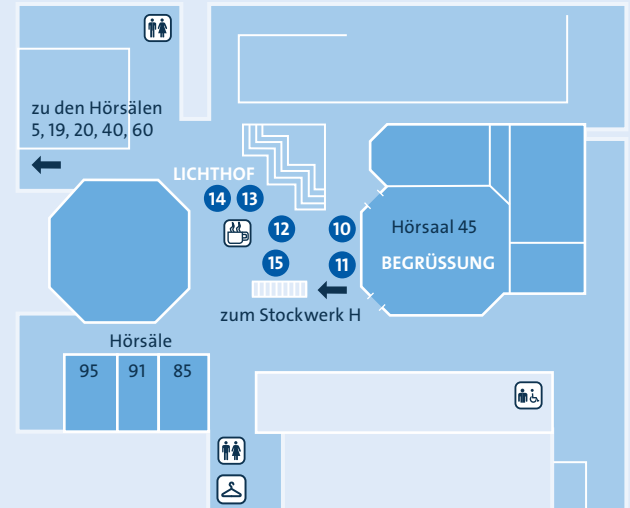 zu den Hörsälen
5, 19, 20, 40, 60
LICHTHOF
14 13
12 10
Hörsaal 45
15 11
BEGRÜSSUNG
zum Stockwerk H
Hörsäle
95 91 85